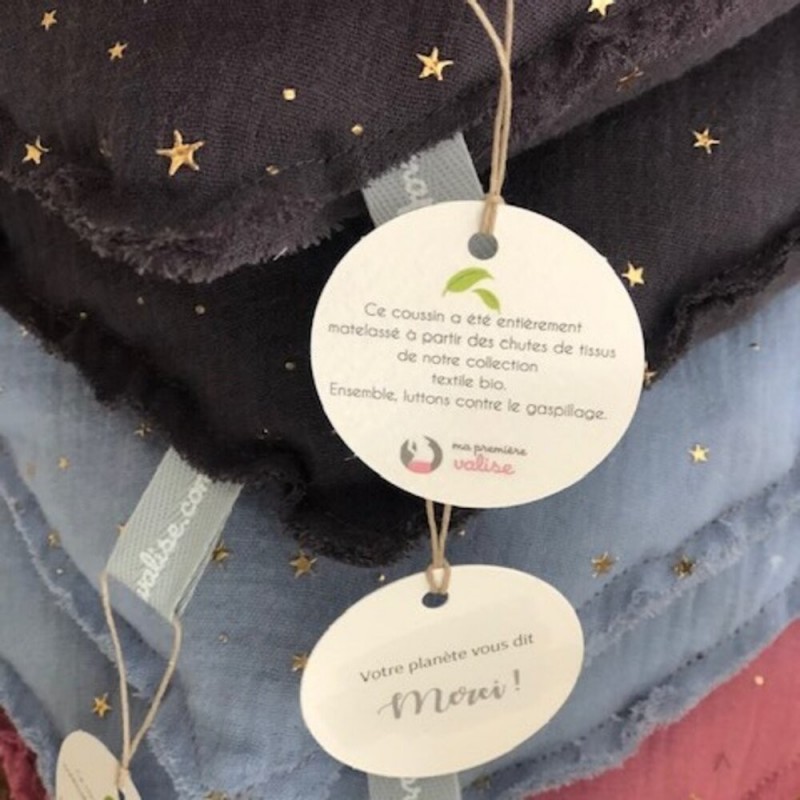 Ce coussin a été entièrement
matelassé à partir des chutes de tissus
de notre collection
textile bio.
Ensemble, luttons contre le gaspillage.
ma première
valise
valise.com
Votre planète vous dit
Merci !